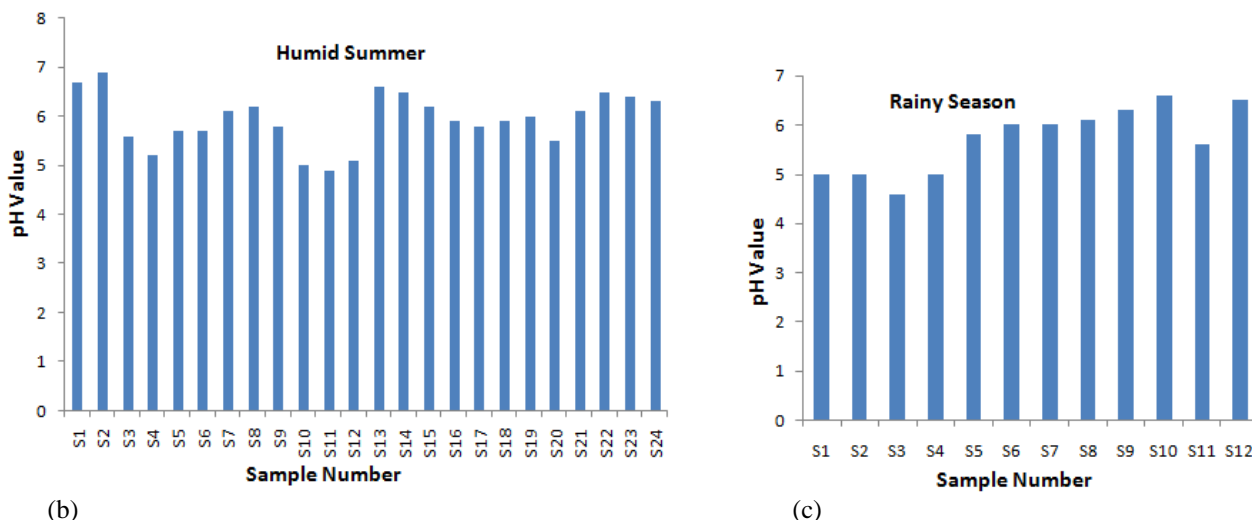 Humid Summer
pH Value
8
7
6
5
4
3
2
1
0
S1 S2 S3 S4 S5 S6 S7 S8 S9 S10 S11 S12 S13 S14 S15 S16 S17 S18 S19 S20 S21 S22 S23 S24
Sample Number
(b)
Rainy Season
pH Value
7
6
5
4
3
2
1
0
S1 S2 S3 S4 S5 S6 S7 S8 S9 S10 S11 S12
Sample Number
(c)